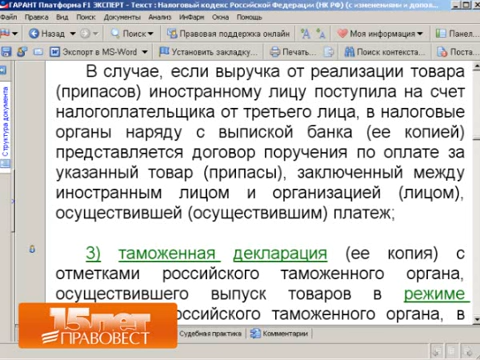 ГАРАНТ Платформа F1 ЭКСПЕРТ - Текст : Налоговый кодекс Российской Федерации (НК РФ) (с изменениями и допол
Файл Правка Вид Поиск Документы Анализ ИнфАрм Окна Помощь
Назад Поиск Правовая поддержка онлайн А А Моя информация Панел
Экспорт в MS-Word Установить закладку... Печать... Поиск контекста... Поста
Структура документа
В случае, если выручка от реализации товара
(припасов) иностранному лицу поступила на счет
налогоплательщика от третьего лица, в налоговые
органы наряду с выпиской банка (ее копией)
представляется договор поручения по оплате за
указанный товар (припасы), заключенный между
иностранным лицом и организацией (лицом),
осуществившей (осуществившим) платеж;
3) таможенная декларация (ее копия) с
отметками российского таможенного органа,
осуществившего выпуск товаров в режиме
российского таможенного органа, в
15 лет
ПРАВОВЕСТ
Судебная практика Комментарии